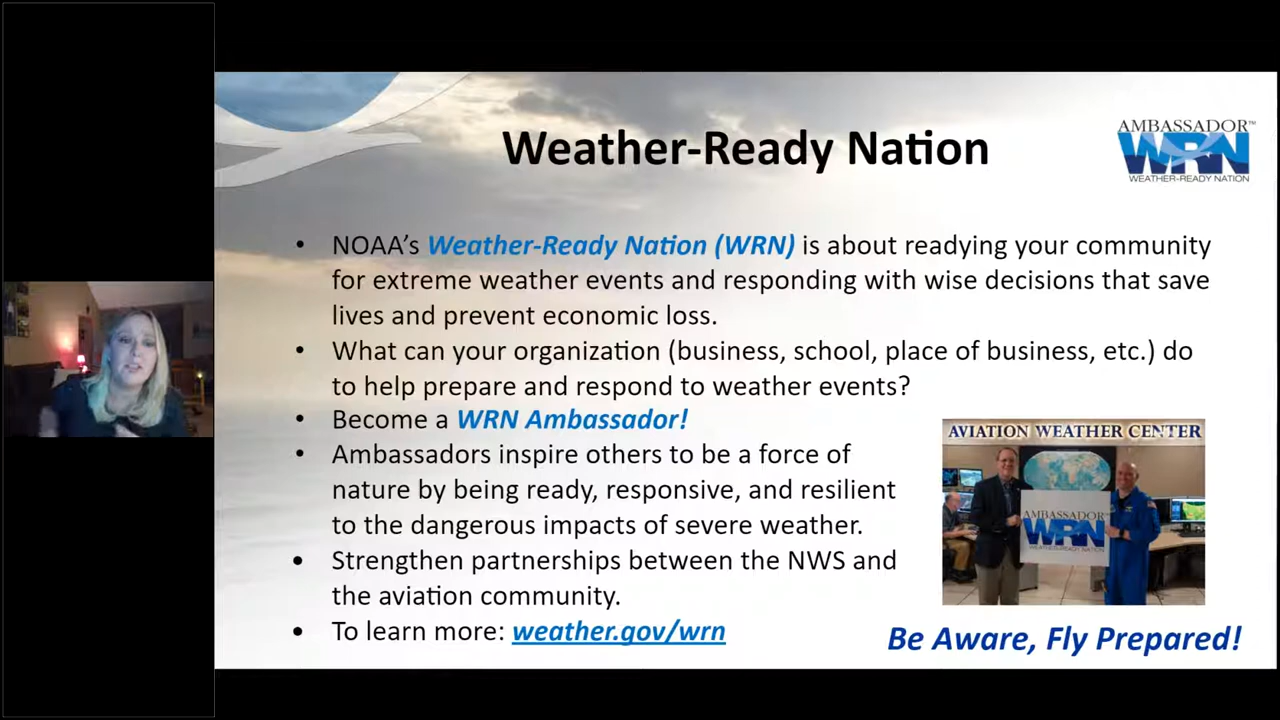 Weather-Ready Nation
AMBASSADOR™
WRN
WEATHER-READY NATION
• NOAA's Weather-Ready Nation (WRN) is about readying your community
for extreme weather events and responding with wise decisions that save
lives and prevent economic loss.
• What can your organization (business, school, place of business, etc.) do
to help prepare and respond to weather events?
• Become a WRN Ambassador!
• Ambassadors inspire others to be a force of
nature by being ready, responsive, and resilient
to the dangerous impacts of severe weather.
• Strengthen partnerships between the NWS and
the aviation community.
• To learn more: weather.gov/wrn
AVIATION WEATHER CENTER
AMBASSADOR
WRN
WEATHER-READY NATION
Be Aware, Fly Prepared!